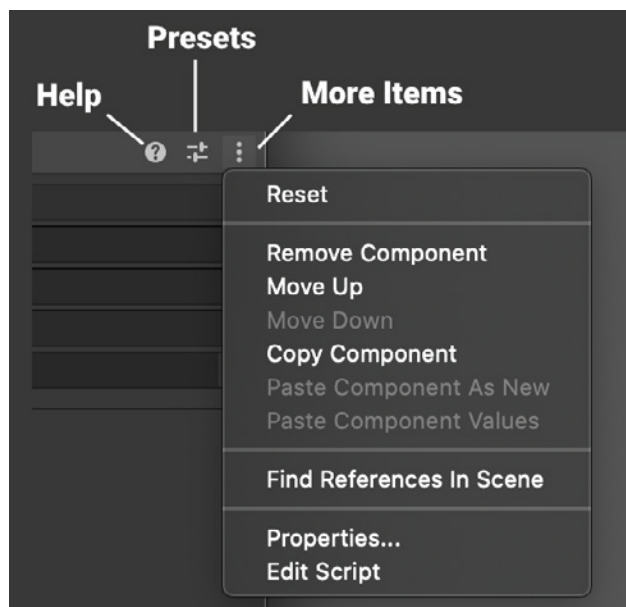 Presets
Help
More Items
Reset
Remove Component
Move Up
Move Down
Copy Component
Paste Component As New
Paste Component Values
Find References In Scene
Properties...
Edit Script